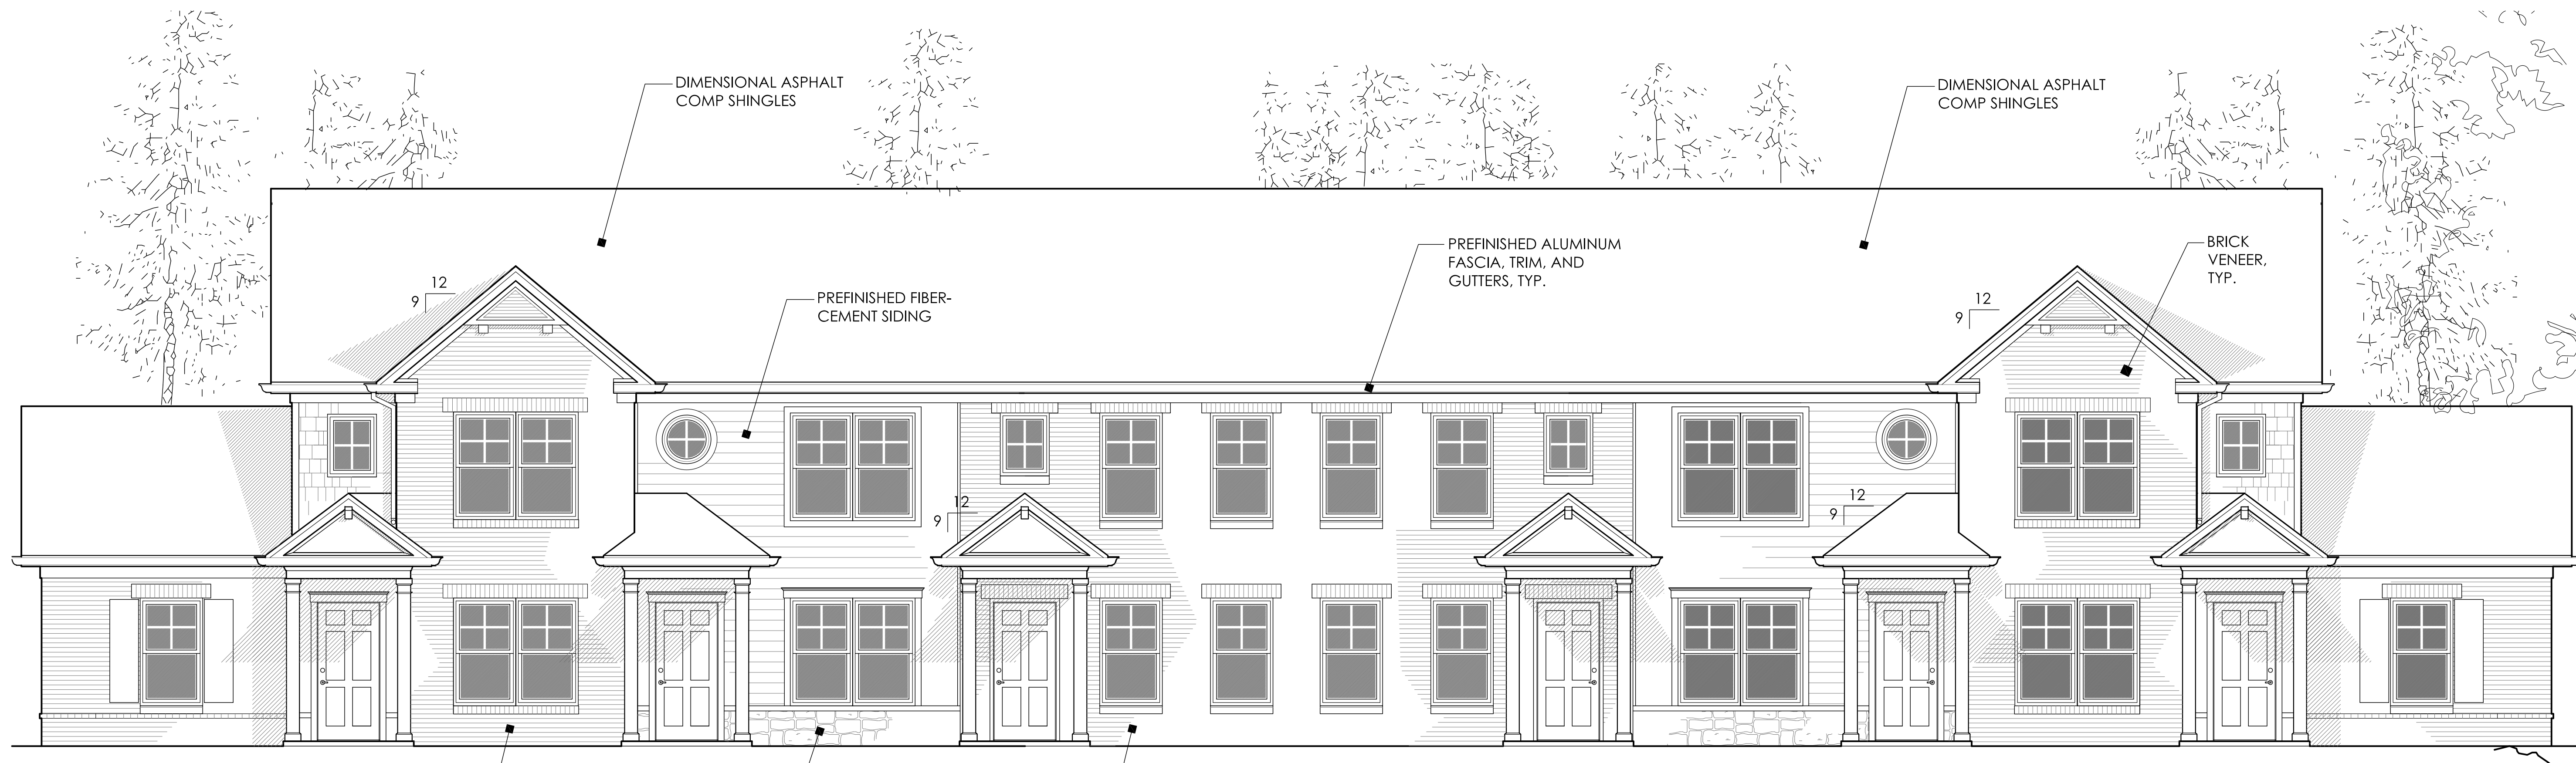 DIMENSIONAL ASPHALT
COMP SHINGLES
DIMENSIONAL ASPHALT
COMP SHINGLES
PREFINISHED ALUMINUM
FASCIA, TRIM, AND
GUTTERS, TYP.
BRICK
VENEER,
TYP.
PREFINISHED FIBER-
CEMENT SIDING
12
9
12
9
12
9
12
9